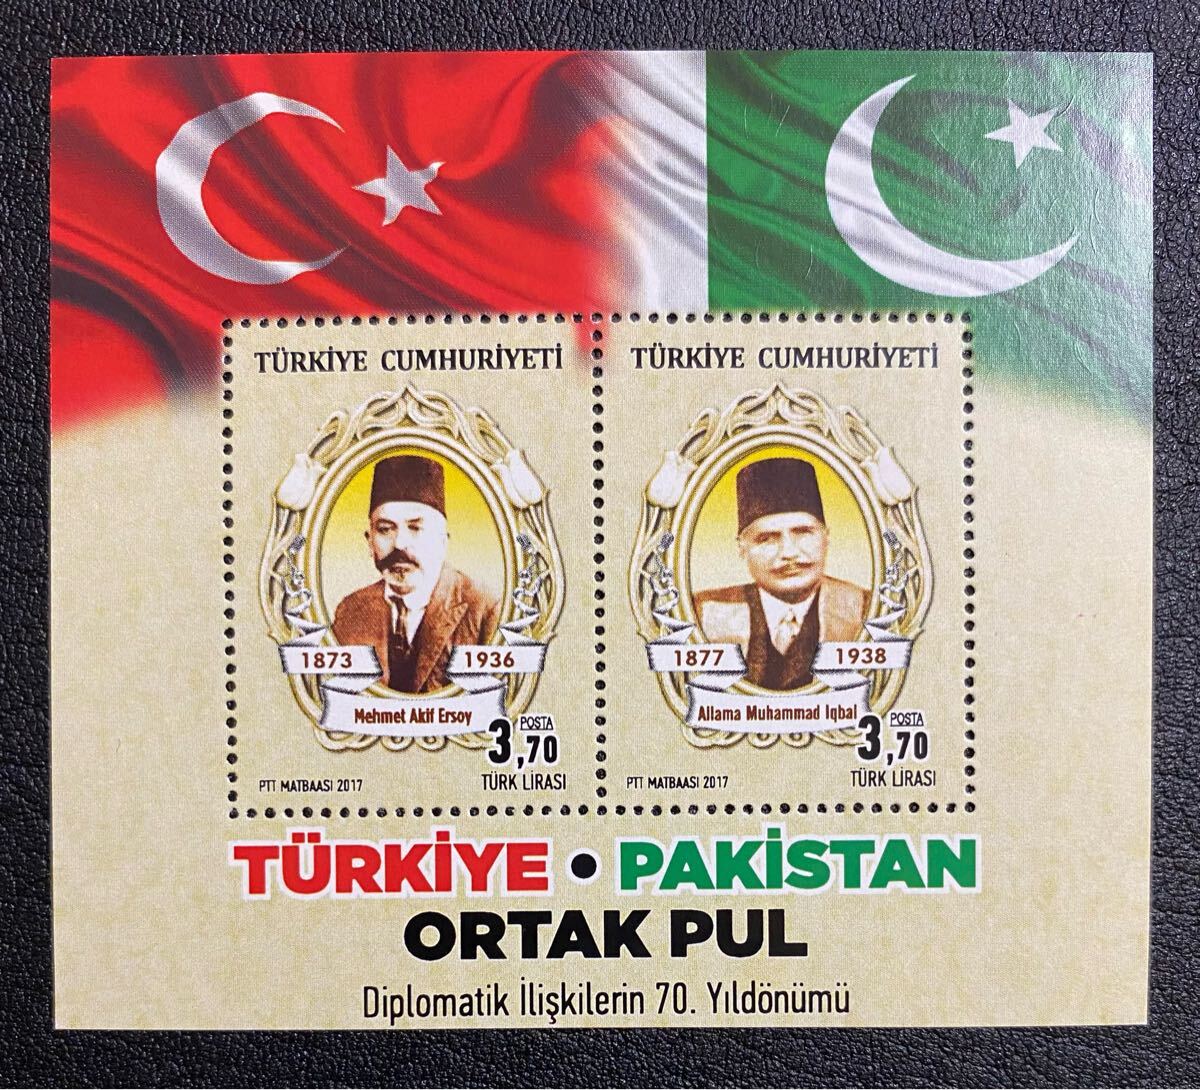 TÜRKİYE CUMHURİYETİ
1873 1936
Mehmet Akif Ersoy
POSTA
3,70
TÜRK LİRASI
PTT MATBAASI 2017
TÜRKİYE CUMHURİYETİ
1877 1938
Allama Muhammad Iqbal
POSTA
3,70
TÜRK LİRASI
PTT MATBAASI 2017
TÜRKİYE • PAKİSTAN
ORTAK PUL
Diplomatik İlişkilerin 70. Yıldönümü